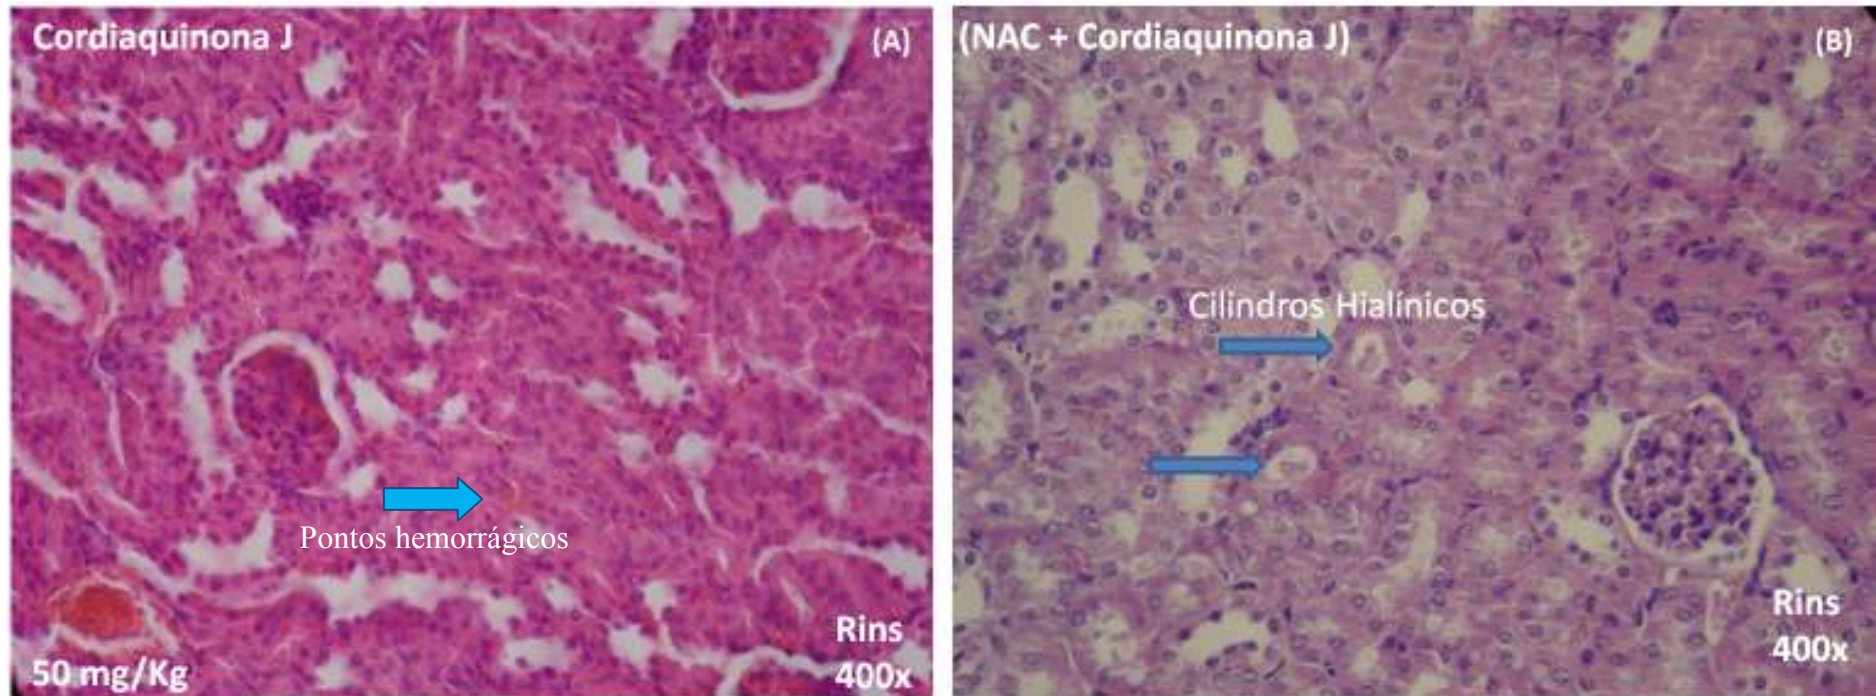 Cordiaquinona J
(A)
Pontos hemorrágicos
50 mg/Kg
Rins
400x
(NAC + Cordiaquinona J)
(B)
Cilindros Hialínicos
Rins
400x